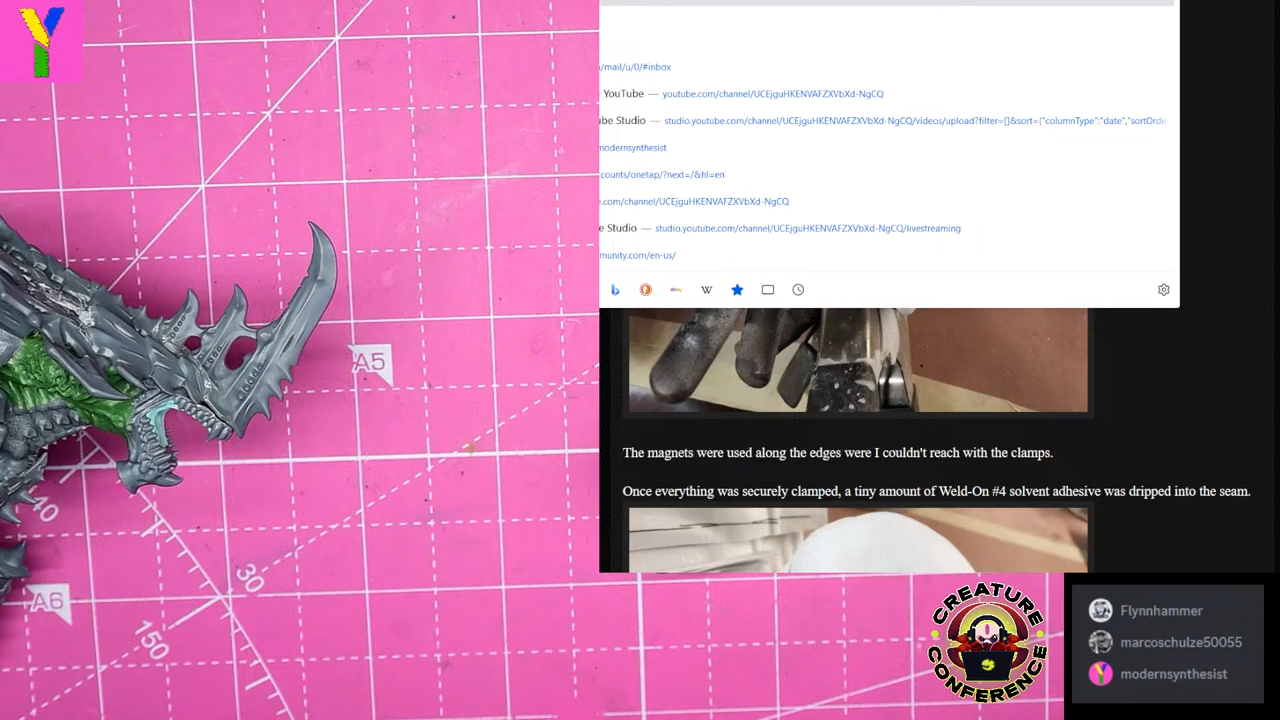 /mail/u/0/#inbox
YouTube — youtube.com/channel/UCEjguHKENVAFZXVbXd-NgCQ
be Studio — studio.youtube.com/channel/UCEjguHKENVAFZXVbXd-NgCQ/videos/upload?filter=[]&sort={"columnType":"date","sortOrde
modernsynthesist
counts/onetap/?next=/&hl=en
.com/channel/UCEjguHKENVAFZXVbXd-NgCQ
e Studio — studio.youtube.com/channel/UCEjguHKENVAFZXVbXd-NgCQ/livestreaming
munity.com/en-us/
ebay
W
A5
The magnets were used along the edges were I couldn't reach with the clamps.
Once everything was securely clamped, a tiny amount of Weld-On #4 solvent adhesive was dripped into the seam.
40
30
A6
150
CREATURE
CONFERENCE
Flynnhammer
marcoschulze50055
modernsynthesist